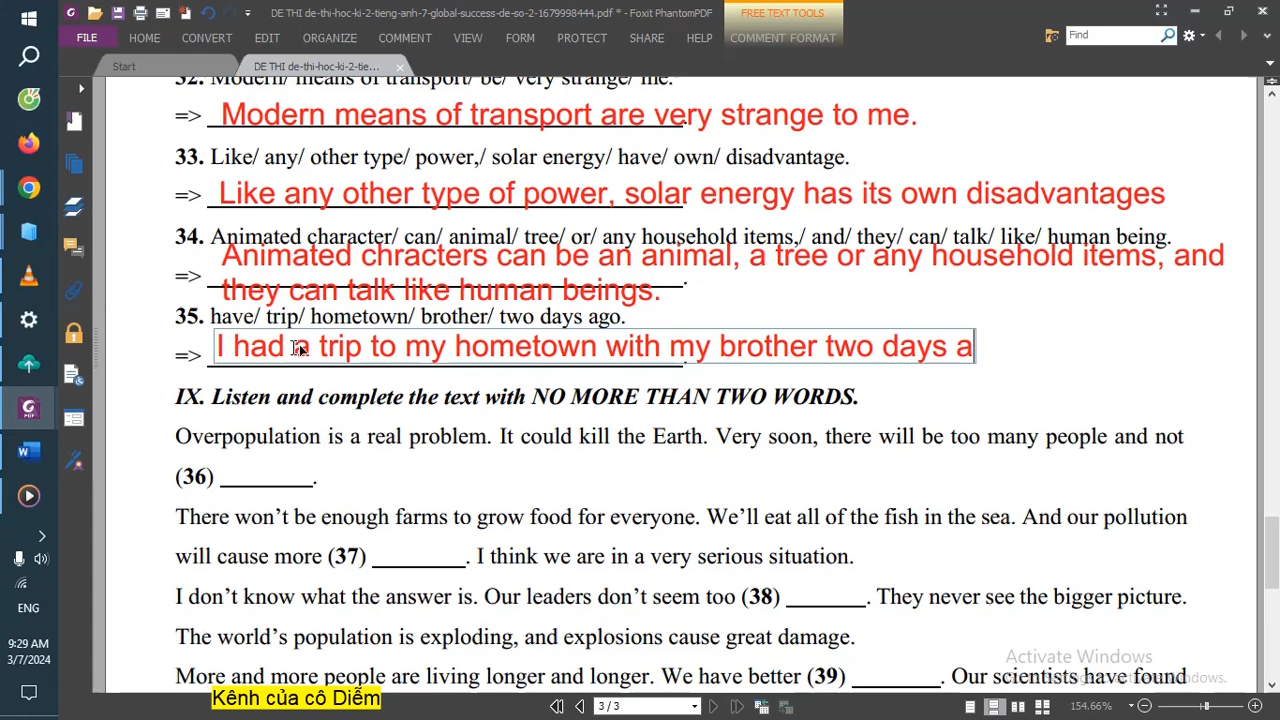 DE THI de-thi-hoc-ki-2-tieng-anh-7-global-success-de-so-2-1679998444.pdf * - Foxit PhantomPDF
FREE TEXT TOOLS
FILE HOME CONVERT EDIT ORGANIZE COMMENT VIEW FORM PROTECT SHARE HELP COMMENT FORMAT Find
Start DE THI de-thi-hoc-ki-2-tie...
32. Modern/ means of transport/ be/ very strange/ me.
=> Modern means of transport are very strange to me.
33. Like/ any/ other type/ power,/ solar energy/ have/ own/ disadvantage.
=> Like any other type of power, solar energy has its own disadvantages
34. Animated character/ can/ animal/ tree/ or/ any household items,/ and/ they/ can/ talk/ like/ human being.
Animated chracters can be an animal, a tree or any household items, and
=> they can talk like human beings.
35. have/ trip/ hometown/ brother/ two days ago.
=> I had a trip to my hometown with my brother two days a
IX. Listen and complete the text with NO MORE THAN TWO WORDS.
Overpopulation is a real problem. It could kill the Earth. Very soon, there will be too many people and not
(36) ________.
There won't be enough farms to grow food for everyone. We'll eat all of the fish in the sea. And our pollution
will cause more (37) ________. I think we are in a very serious situation.
I don't know what the answer is. Our leaders don't seem too (38) _______. They never see the bigger picture.
The world's population is exploding, and explosions cause great damage.
More and more people are living longer and longer. We have better (39) ________. Our scientists have found
Activate Windows
Kênh của cô Diễm
ENG
9:29 AM
3/7/2024
3 / 3
154.66%